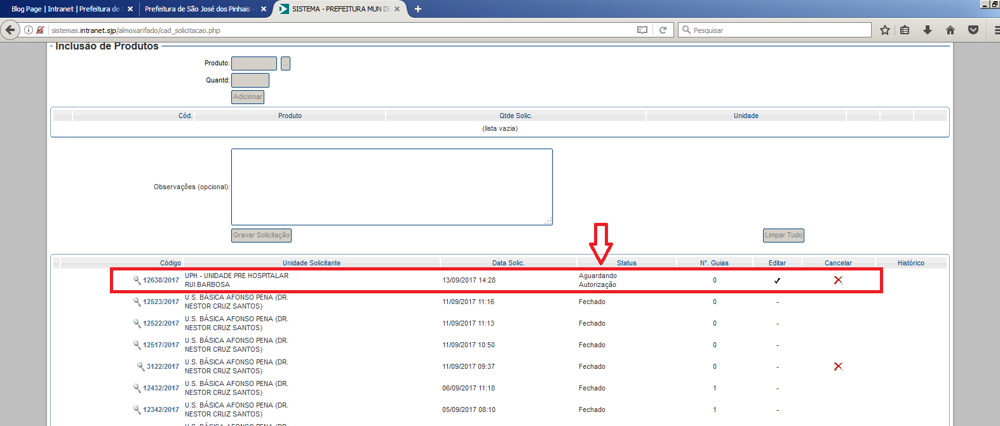 Blog Page | Intranet | Prefeitura de
Prefeitura de São José dos Pinhais -
SISTEMA - PREFEITURA MUN DE
sistemas.intranet.sjp/almoxarifado/cad_solicitacao.php
Pesquisar
Inclusão de Produtos
Produto:
...
Quantd:
Adicionar
Cód. Produto Qtde Solic. Unidade
(lista vazia)
Observações (opcional):
Gravar Solicitação
Limpar Tudo
Código Unidade Solicitante Data Solic. Status Nº. Guias Editar Cancelar Histórico
12638/2017 UPH - UNIDADE PRE HOSPITALAR RUI BARBOSA 13/09/2017 14:28 Aguardando Autorização 0
12523/2017 U.S. BÁSICA AFONSO PENA (DR. NESTOR CRUZ SANTOS) 11/09/2017 11:16 Fechado 0 -
12522/2017 U.S. BÁSICA AFONSO PENA (DR. NESTOR CRUZ SANTOS) 11/09/2017 11:13 Fechado 0 -
12517/2017 U.S. BÁSICA AFONSO PENA (DR. NESTOR CRUZ SANTOS) 11/09/2017 10:50 Fechado 0 -
3122/2017 U.S. BÁSICA AFONSO PENA (DR. NESTOR CRUZ SANTOS) 11/09/2017 09:37 Fechado 0 -
12432/2017 U.S. BÁSICA AFONSO PENA (DR. NESTOR CRUZ SANTOS) 06/09/2017 11:18 Fechado 1 -
12342/2017 U.S. BÁSICA AFONSO PENA (DR. NESTOR CRUZ SANTOS) 05/09/2017 08:10 Fechado 1 -